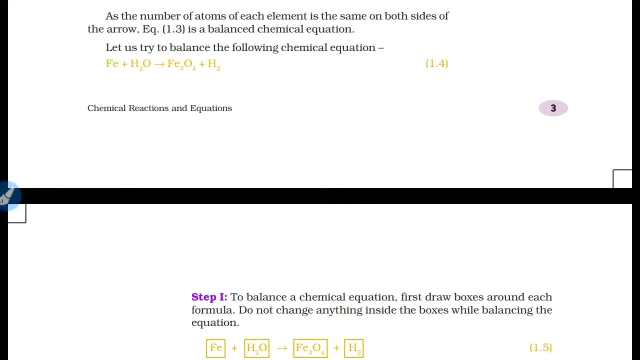 As the number of atoms of each element is the same on both sides of
the arrow, Eq. (1.3) is a balanced chemical equation.
Let us try to balance the following chemical equation –
Fe + H₂O → Fe₃O₄ + H₂ (1.4)
Chemical Reactions and Equations 3
Step I: To balance a chemical equation, first draw boxes around each
formula. Do not change anything inside the boxes while balancing the
equation.
Fe + H₂O → Fe₃O₄ + H₂ (1.5)